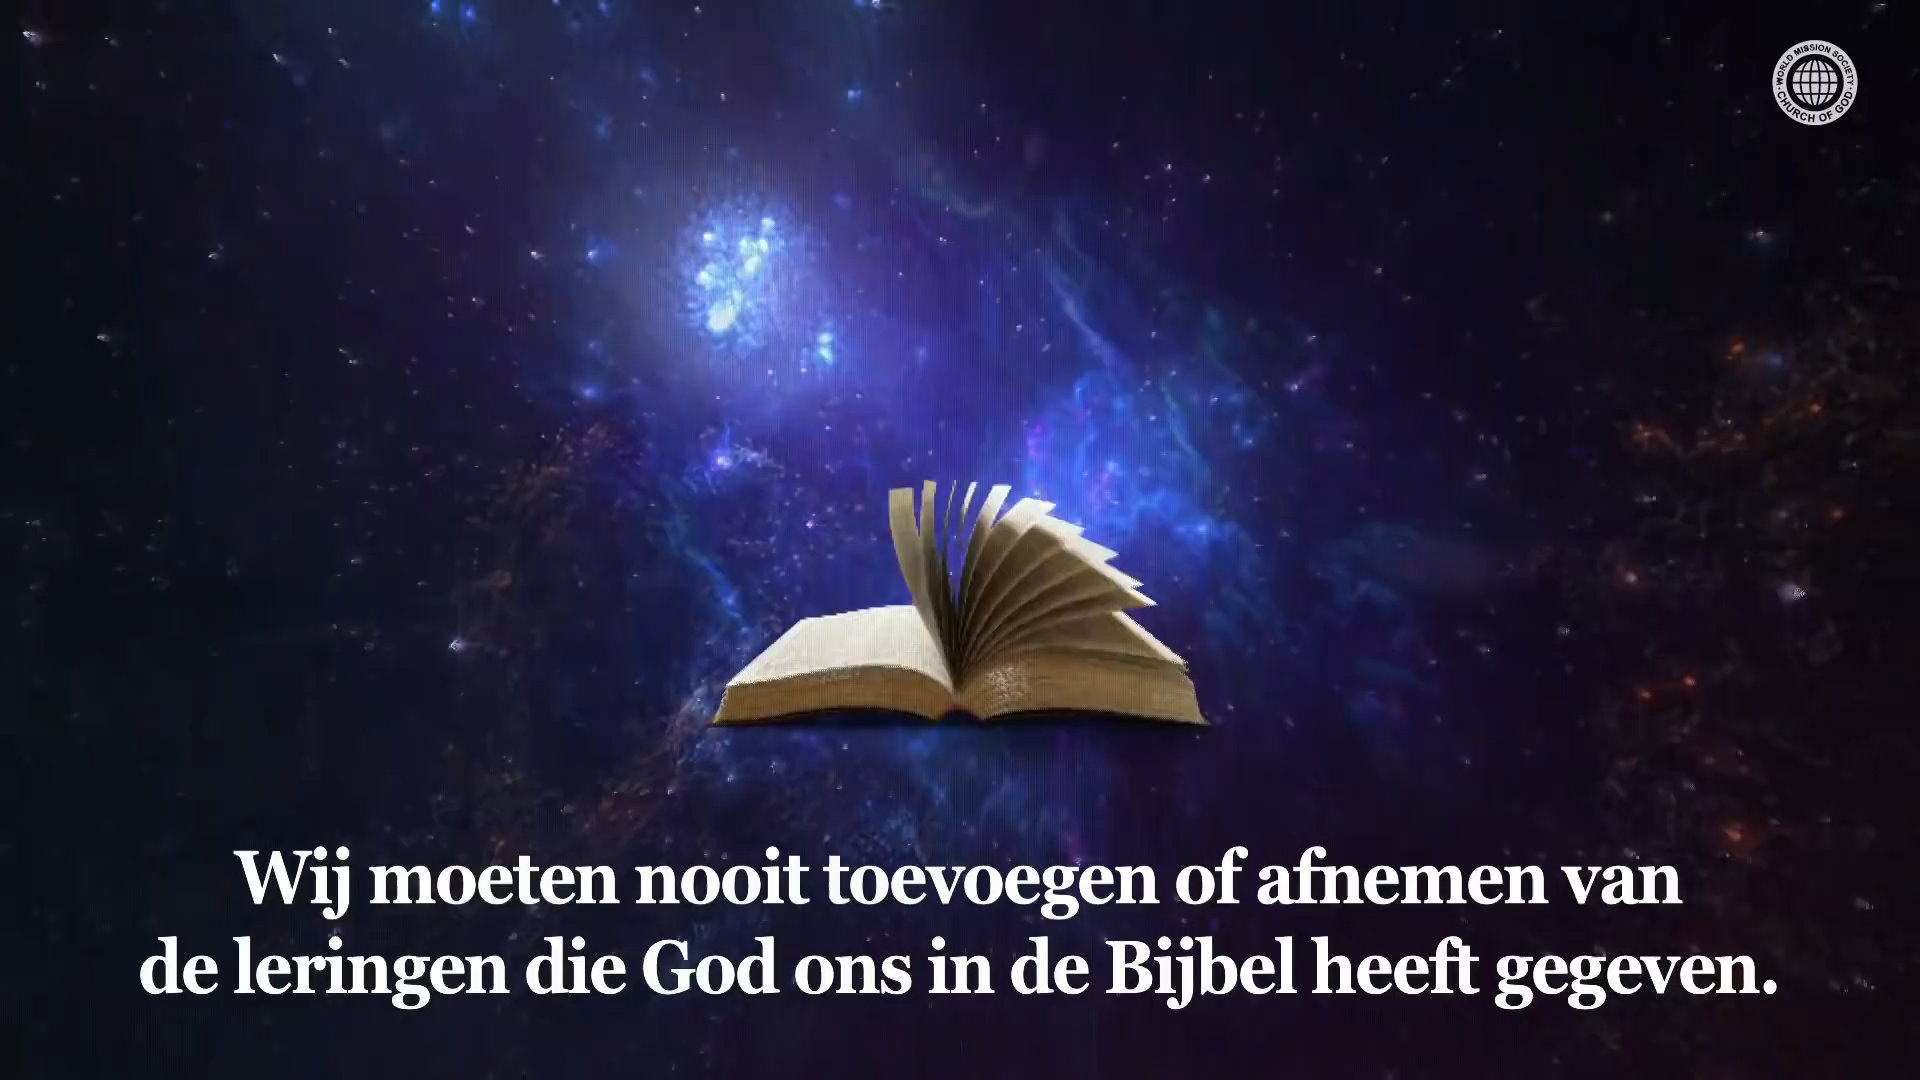 WORLD MISSION SOCIETY
CHURCH OF GOD
Wij moeten nooit toevoegen of afnemen van
de leringen die God ons in de Bijbel heeft gegeven.